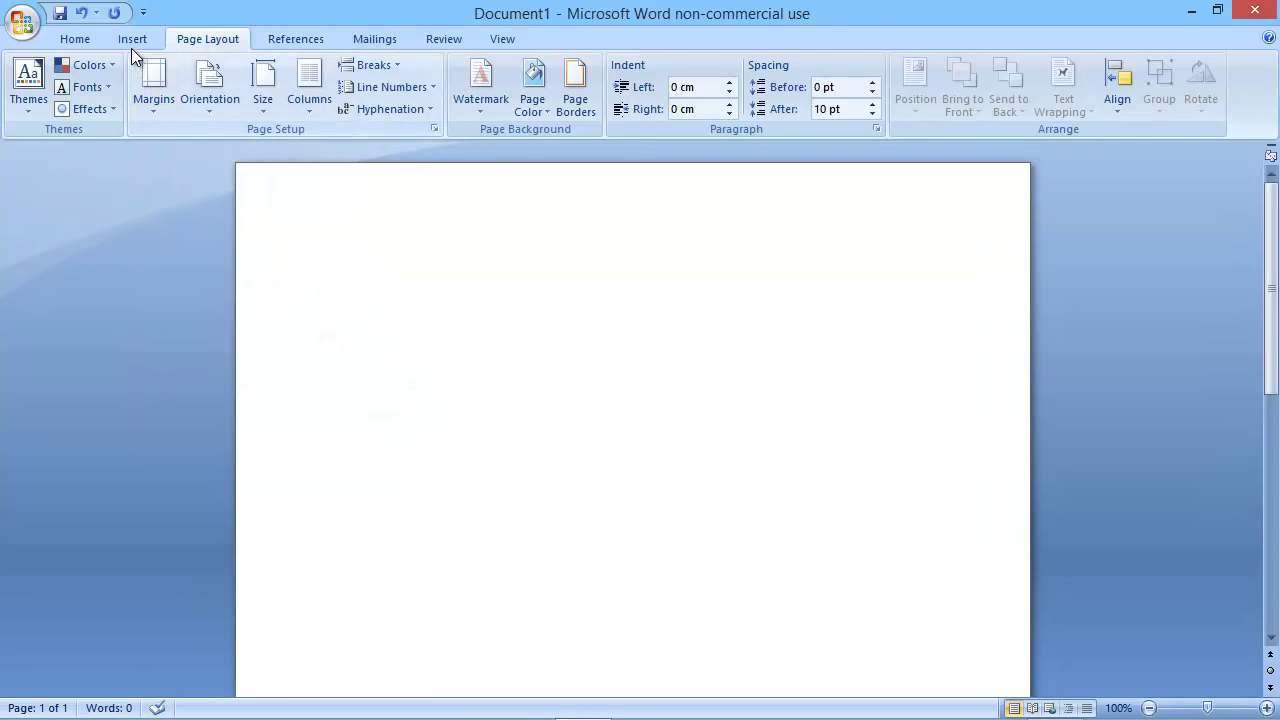 Document1 - Microsoft Word non-commercial use
Home Insert Page Layout References Mailings Review View
Themes
Colors
Fonts
Effects
Themes
Margins Orientation Size Columns
Breaks
Line Numbers
Hyphenation
Page Setup
Watermark Page Color Page Borders
Page Background
Indent
Left: 0 cm
Right: 0 cm
Spacing
Before: 0 pt
After: 10 pt
Paragraph
Position Bring to Front Send to Back Text Wrapping Align Group Rotate
Arrange
Page: 1 of 1 Words: 0 100%